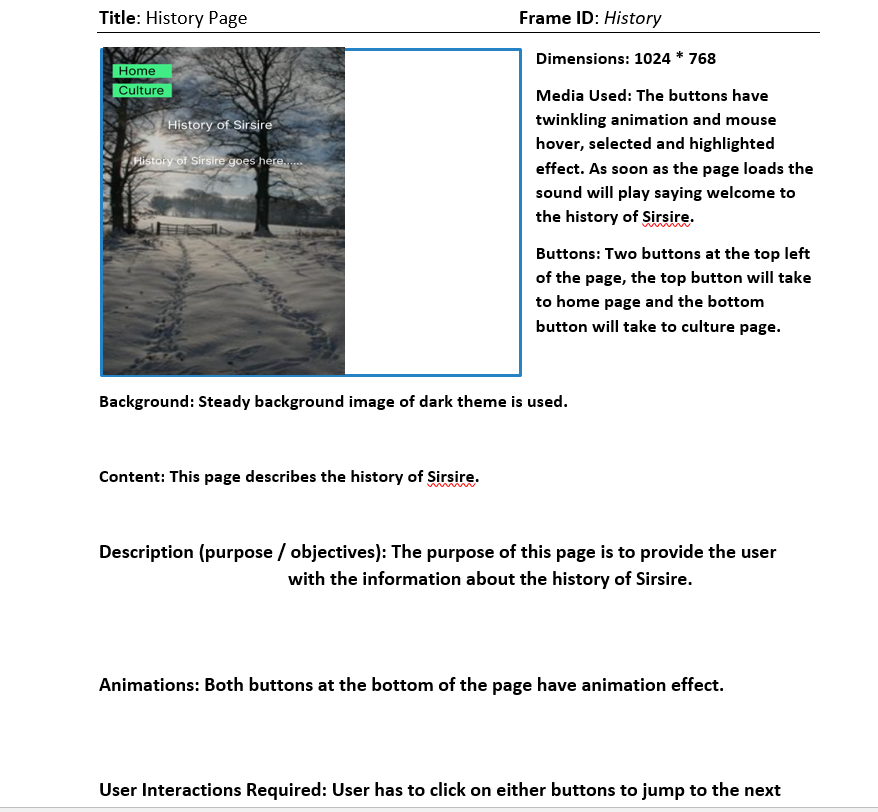 Title: History Page Frame ID: History
Home
Culture
History of Sirsire
History of Sirsire goes here......
Dimensions: 1024 * 768
Media Used: The buttons have
twinkling animation and mouse
hover, selected and highlighted
effect. As soon as the page loads the
sound will play saying welcome to
the history of Sirsire.
Buttons: Two buttons at the top left
of the page, the top button will take
to home page and the bottom
button will take to culture page.
Background: Steady background image of dark theme is used.
Content: This page describes the history of Sirsire.
Description (purpose / objectives): The purpose of this page is to provide the user
with the information about the history of Sirsire.
Animations: Both buttons at the bottom of the page have animation effect.
User Interactions Required: User has to click on either buttons to jump to the next